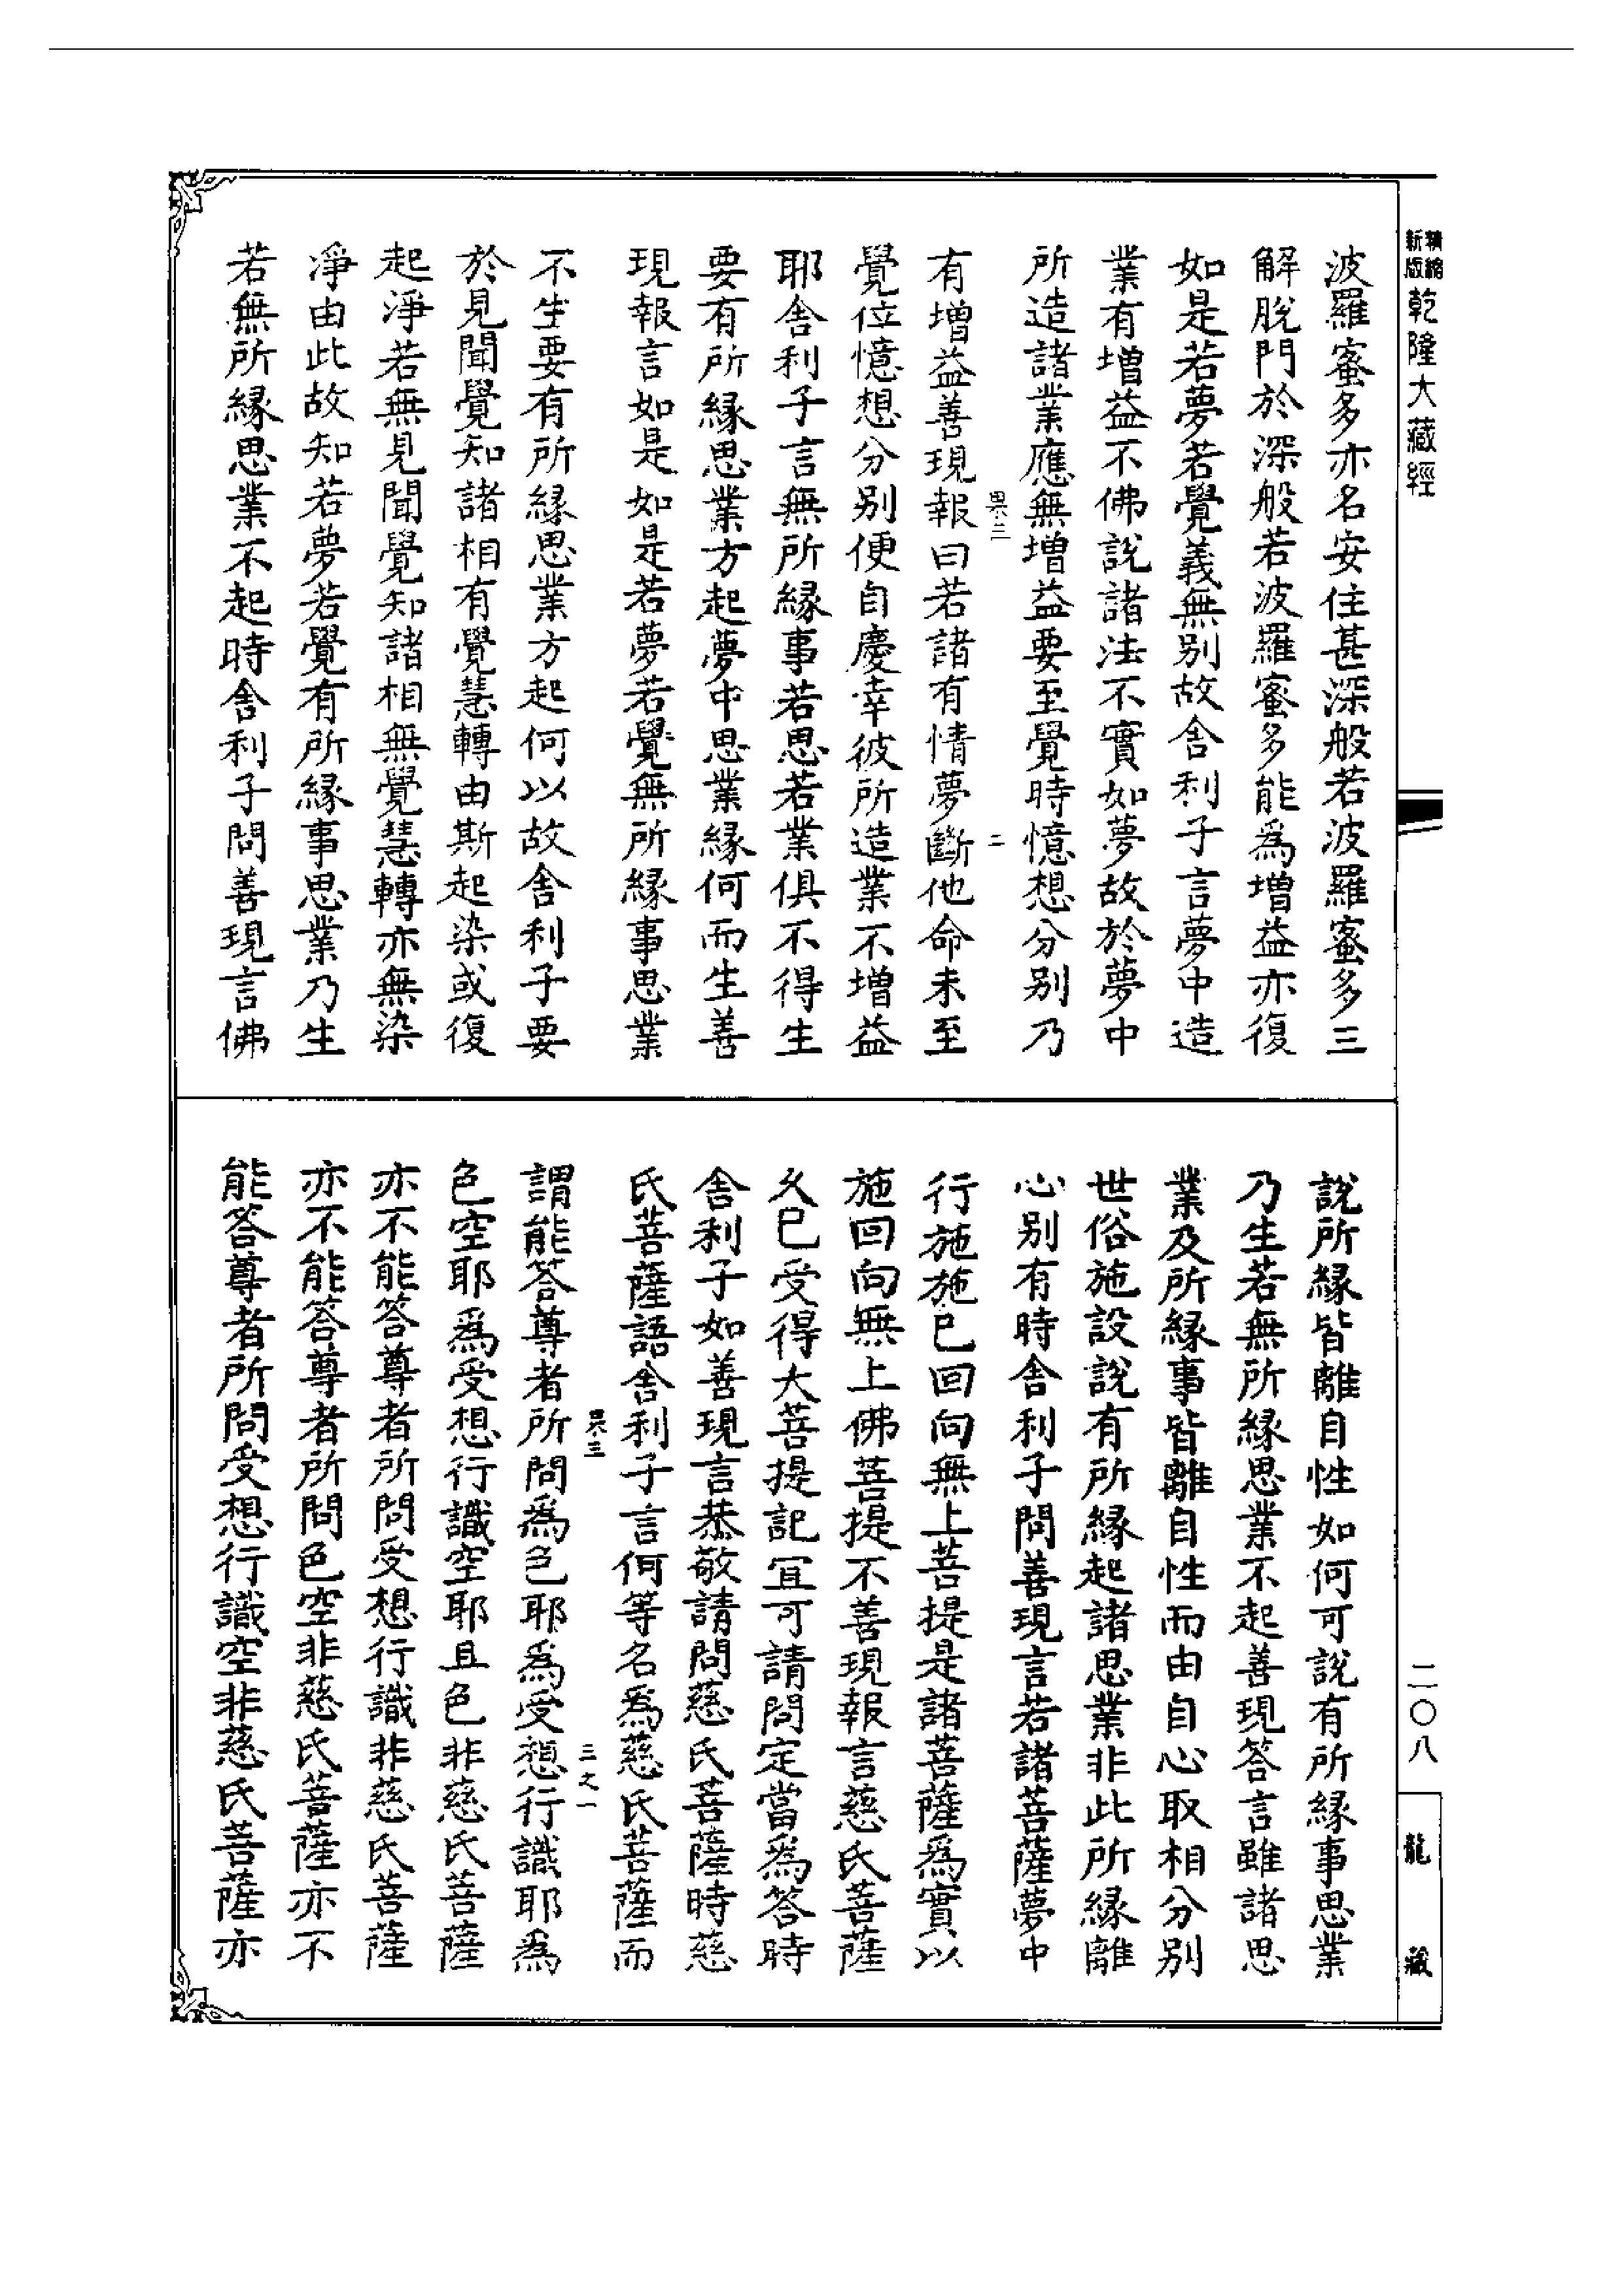 精縮
新版
乾隆大藏經
波羅蜜多亦名安住甚深般若波羅蜜多三
解脫門於深般若波羅蜜多能為增益亦復
如是若夢若覺義無別故舍利子言夢中造
業有增益不佛說諸法不實如夢故於夢中
所造諸業應無增益要至覺時憶想分別乃
有增益善現報曰若諸有情夢斷他命未至
覺位憶想分別便自慶幸彼所造業不增益
耶舍利子言無所緣事若思若業俱不得生
要有所緣思業方起夢中思業緣何而生善
現報言如是如是若夢若覺無所緣事思業
不生要有所緣思業方起何以故舍利子要
於見聞覺知諸相有覺慧轉由斯起染或復
起淨若無見聞覺知諸相無覺慧轉亦無染
淨由此故知若夢若覺有所緣事思業乃生
若無所緣思業不起時舍利子問善現言佛
說所緣皆離自性如何可說有所緣事思業
乃生若無所緣思業不起善現答言雖諸思
業及所緣事皆離自性而由自心取相分別
世俗施設說有所緣起諸思業非此所緣離
心別有時舍利子問善現言若諸菩薩夢中
行施施已回向無上菩提是諸菩薩為實以
施回向無上佛菩提不善現報言慈氏菩薩
久已受得大菩提記宜可請問定當為答時
舍利子如善現言恭敬請問慈氏菩薩時慈
氏菩薩語舍利子言何等名為慈氏菩薩而
謂能答尊者所問為色耶為受想行識耶為
色空耶為受想行識空耶且色非慈氏菩薩
亦不能答尊者所問受想行識非慈氏菩薩
亦不能答尊者所問色空非慈氏菩薩亦不
能答尊者所問受想行識空非慈氏菩薩亦
二〇八
龍藏
二
三之一